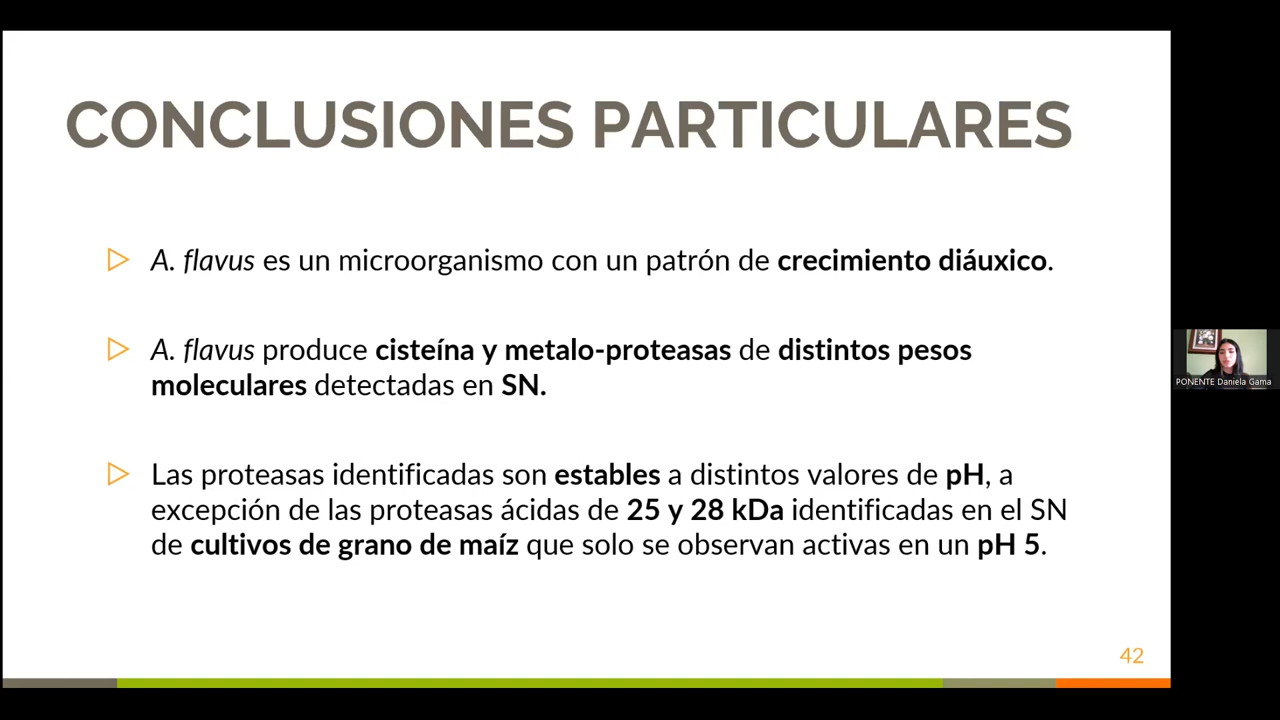 CONCLUSIONES PARTICULARES
A. flavus es un microorganismo con un patrón de crecimiento diáuxico.
A. flavus produce cisteína y metalo-proteasas de distintos pesos
moleculares detectadas en SN.
Las proteasas identificadas son estables a distintos valores de pH, a
excepción de las proteasas ácidas de 25 y 28 kDa identificadas en el SN
de cultivos de grano de maíz que solo se observan activas en un pH 5.
PONENTE Daniela Gama
42